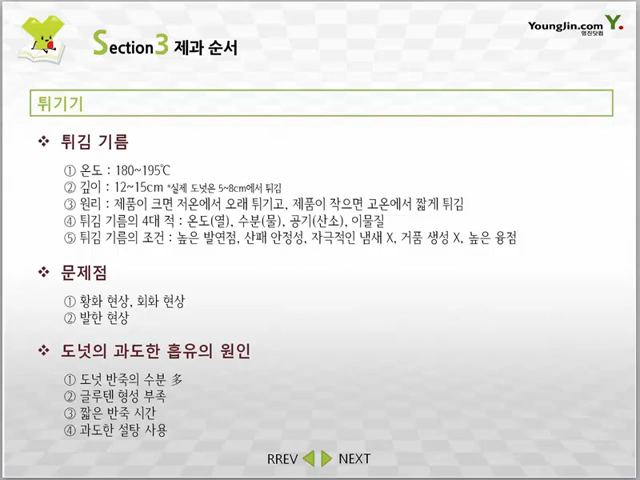 Section3 제과 순서
YoungJin.com Y.
영진닷컴
튀기기
❖ 튀김 기름
① 온도 : 180~195℃
② 깊이 : 12~15cm *실제 도넛은 5~8cm에서 튀김
③ 원리 : 제품이 크면 저온에서 오래 튀기고, 제품이 작으면 고온에서 짧게 튀김
④ 튀김 기름의 4대 적 : 온도(열), 수분(물), 공기(산소), 이물질
⑤ 튀김 기름의 조건 : 높은 발연점, 산패 안정성, 자극적인 냄새 X, 거품 생성 X, 높은 융점
❖ 문제점
① 황화 현상, 회화 현상
② 발한 현상
❖ 도넛의 과도한 흡유의 원인
① 도넛 반죽의 수분 多
② 글루텐 형성 부족
③ 짧은 반죽 시간
④ 과도한 설탕 사용
RREV NEXT